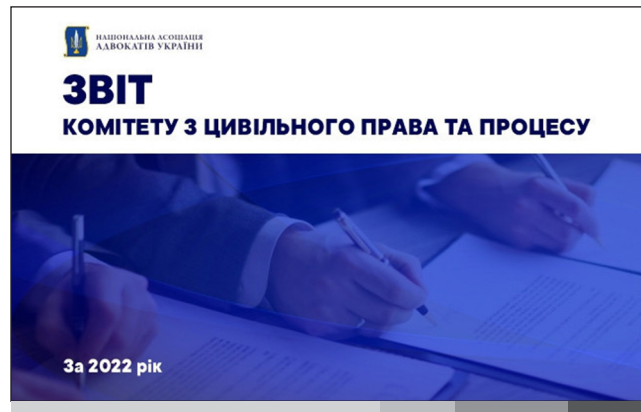 НАЦІОНАЛЬНА АСОЦІАЦІЯ
АДВОКАТІВ УКРАЇНИ
ЗВІТ
КОМІТЕТУ З ЦИВІЛЬНОГО ПРАВА ТА ПРОЦЕСУ
За 2022 рік